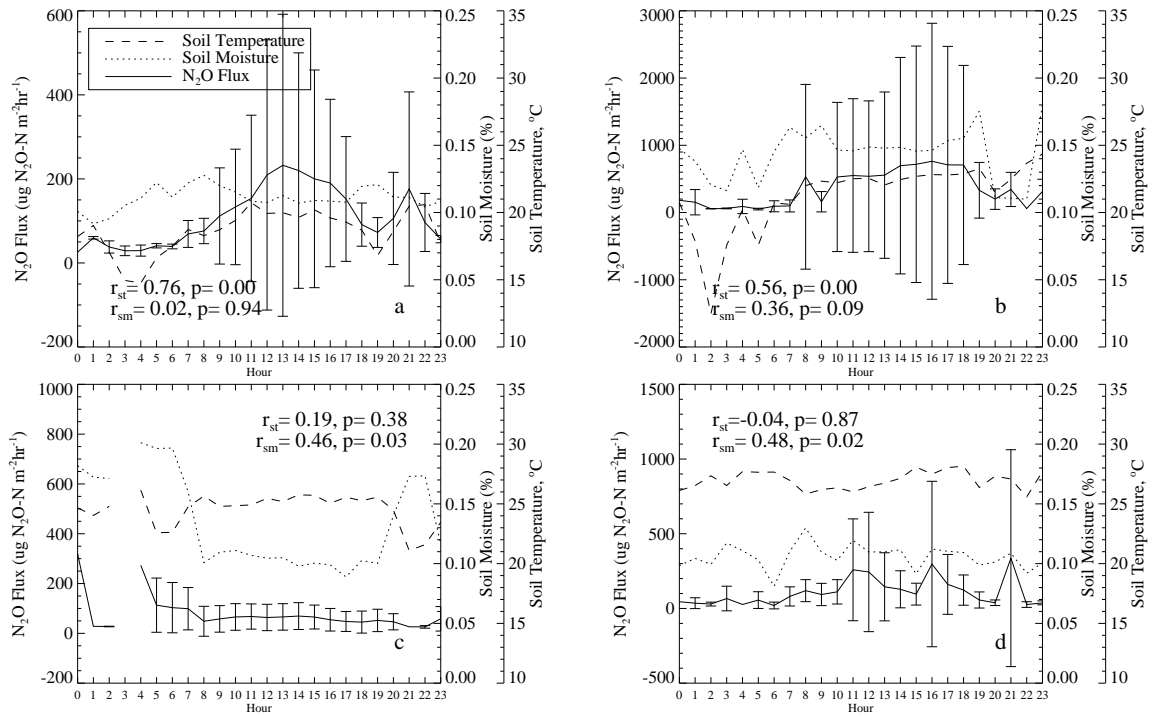 600
400
200
0
-200
N₂O Flux (ug N₂O-N m⁻²hr⁻¹)
Soil Temperature
Soil Moisture
N₂O Flux
r_st= 0.76, p= 0.00
r_sm= 0.02, p= 0.94
a
0 1 2 3 4 5 6 7 8 9 10 11 12 13 14 15 16 17 18 19 20 21 22 23
Hour
0.25
0.20
0.15
0.10
0.05
0.00
Soil Moisture (%)
35
30
25
20
15
10
Soil Temperature, °C
3000
2000
1000
0
-1000
-2000
N₂O Flux (ug N₂O-N m⁻²hr⁻¹)
r_st= 0.56, p= 0.00
r_sm= 0.36, p= 0.09
b
0 1 2 3 4 5 6 7 8 9 10 11 12 13 14 15 16 17 18 19 20 21 22 23
Hour
0.25
0.20
0.15
0.10
0.05
0.00
Soil Moisture (%)
35
30
25
20
15
10
Soil Temperature, °C
1000
800
600
400
200
0
-200
N₂O Flux (ug N₂O-N m⁻²hr⁻¹)
r_st= 0.19, p= 0.38
r_sm= 0.46, p= 0.03
c
0 1 2 3 4 5 6 7 8 9 10 11 12 13 14 15 16 17 18 19 20 21 22 23
Hour
0.25
0.20
0.15
0.10
0.05
0.00
Soil Moisture (%)
35
30
25
20
15
10
Soil Temperature, °C
1500
1000
500
0
-500
N₂O Flux (ug N₂O-N m⁻²hr⁻¹)
r_st=-0.04, p= 0.87
r_sm= 0.48, p= 0.02
d
0 1 2 3 4 5 6 7 8 9 10 11 12 13 14 15 16 17 18 19 20 21 22 23
Hour
0.25
0.20
0.15
0.10
0.05
0.00
Soil Moisture (%)
35
30
25
20
15
10
Soil Temperature, °C